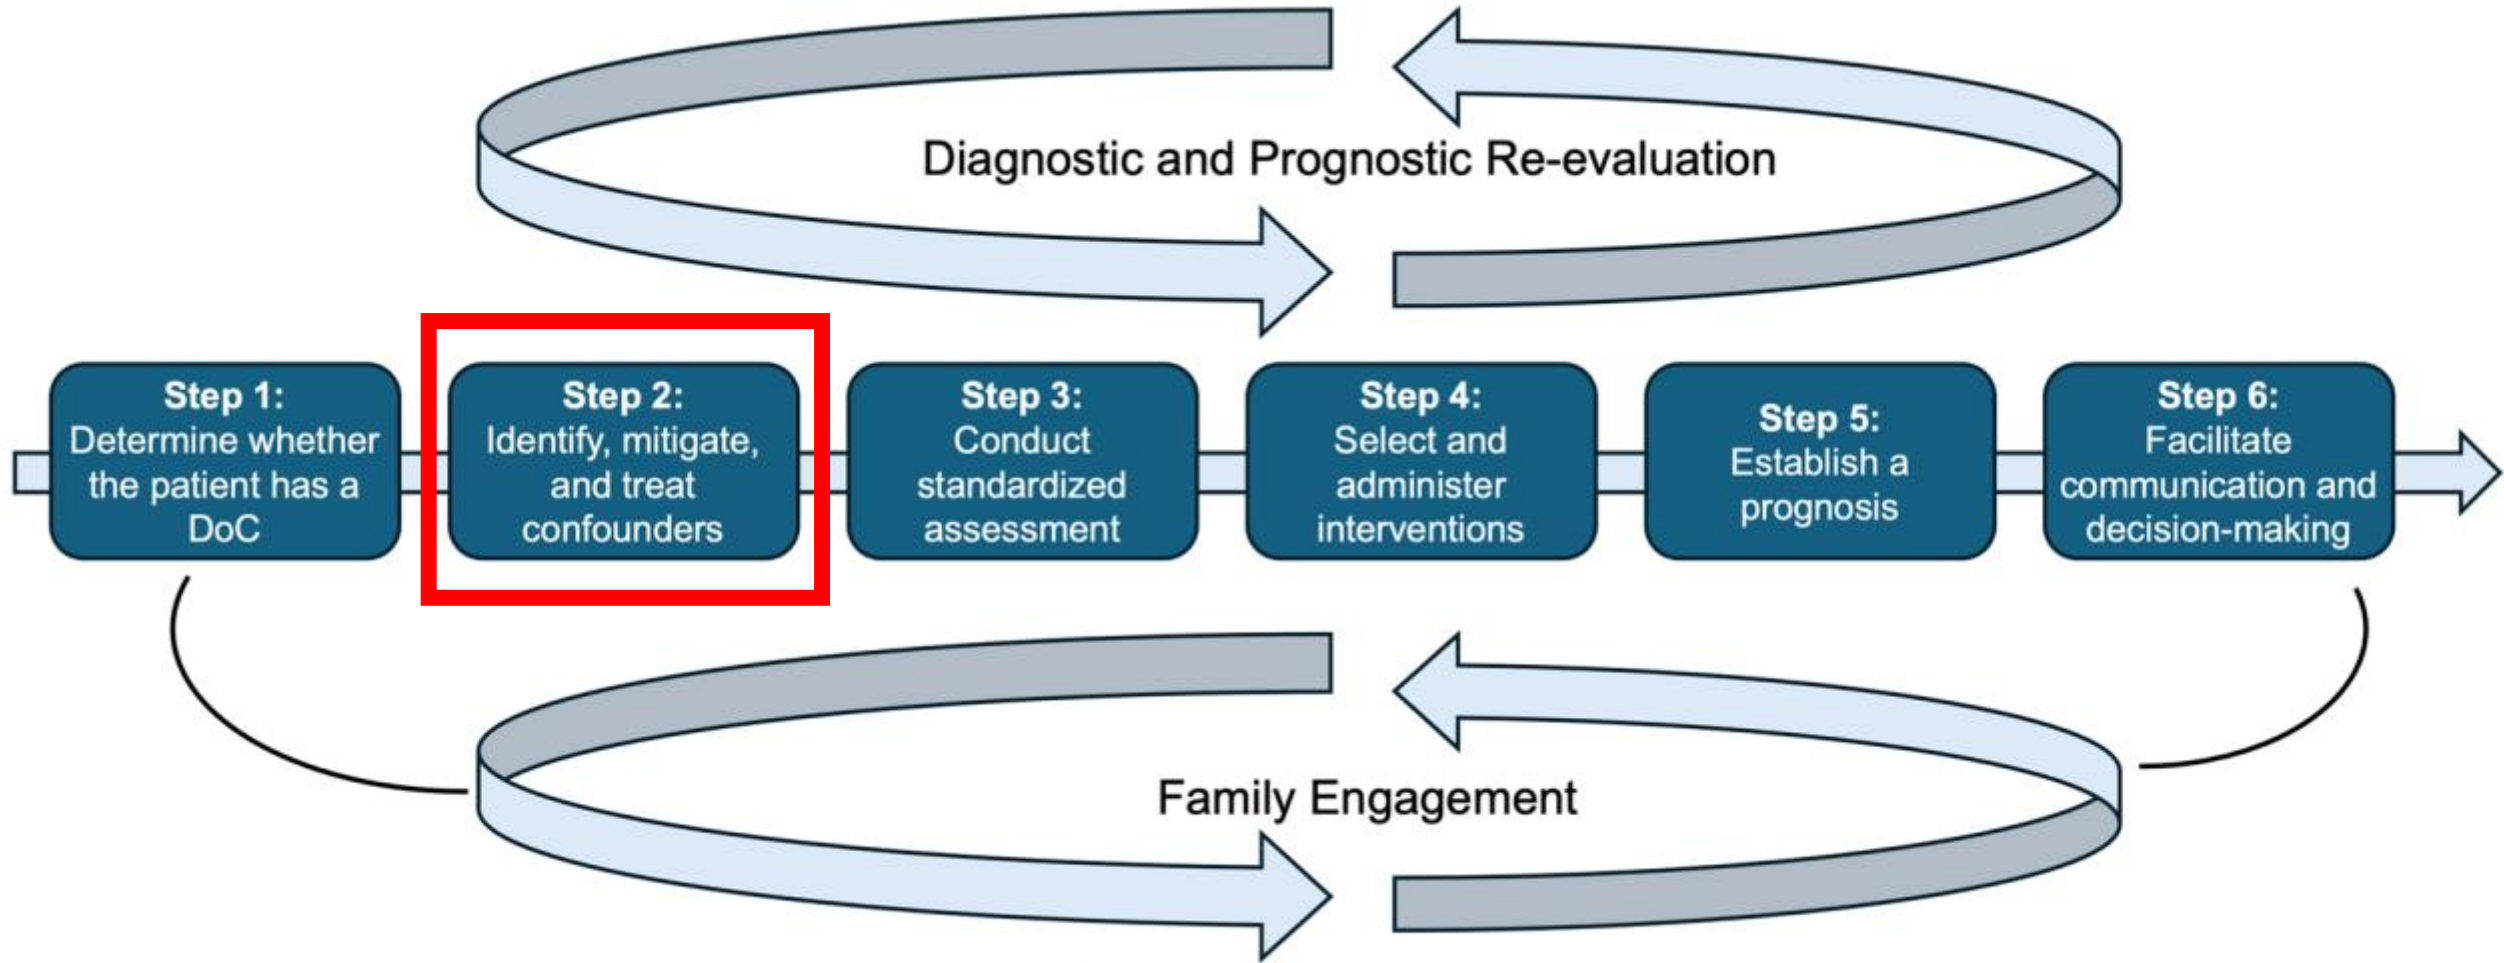 Diagnostic and Prognostic Re-evaluation
Step 1:
Determine whether
the patient has a
DoC
Step 2:
Identify, mitigate,
and treat
confounders
Step 3:
Conduct
standardized
assessment
Step 4:
Select and
administer
interventions
Step 5:
Establish a
prognosis
Step 6:
Facilitate
communication and
decision-making
Family Engagement